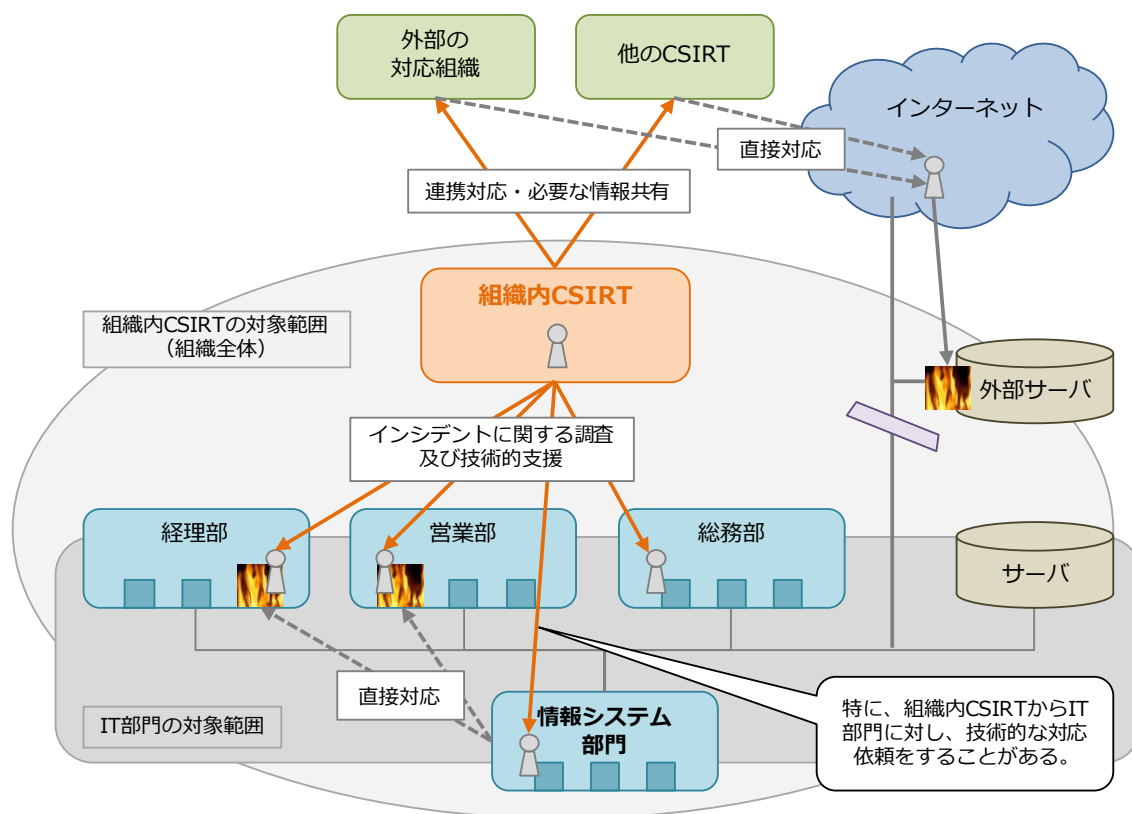 外部の
対応組織
他のCSIRT
インターネット
直接対応
連携対応・必要な情報共有
組織内CSIRT
組織内CSIRTの対象範囲
（組織全体）
外部サーバ
インシデントに関する調査
及び技術的支援
経理部
営業部
総務部
サーバ
直接対応
IT部門の対象範囲
情報システム
部門
特に、組織内CSIRTからIT
部門に対し、技術的な対応
依頼をすることがある。